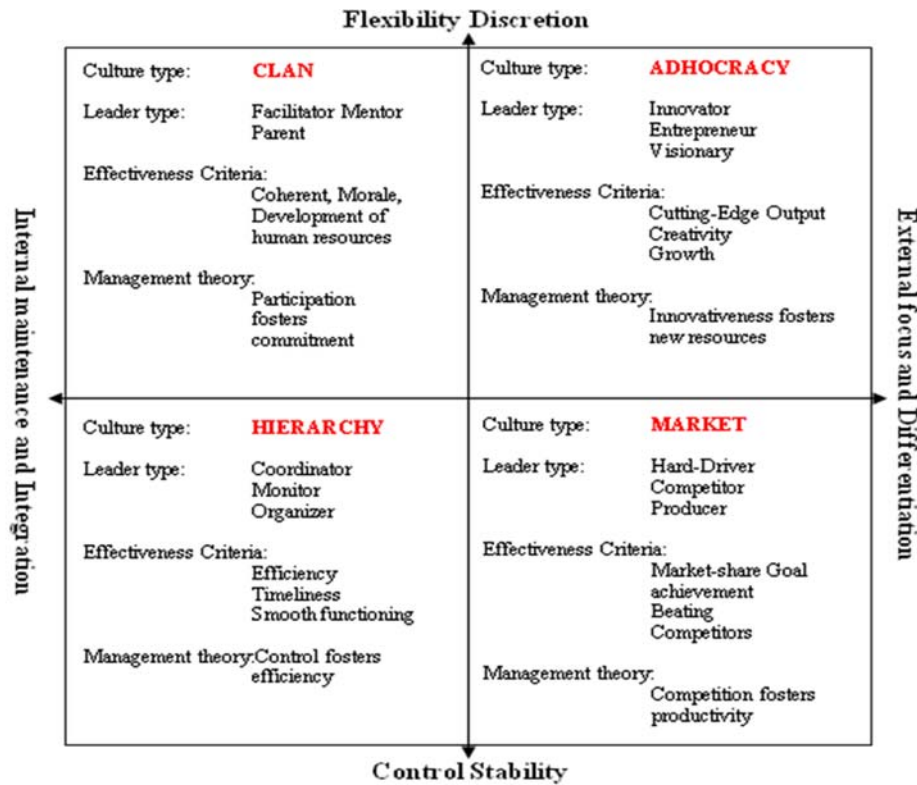 Flexibility Discretion
Culture type: CLAN
Leader type: Facilitator Mentor
Parent
Effectiveness Criteria:
Coherent, Morale,
Development of
human resources
Management theory:
Participation
fosters
commitment
Culture type: ADHOCRACY
Leader type: Innovator
Entrepreneur
Visionary
Effectiveness Criteria:
Cutting-Edge Output
Creativity
Growth
Management theory:
Innovativeness fosters
new resources
Internal maintenance and Integration
External focus and Differentiation
Culture type: HIERARCHY
Leader type: Coordinator
Monitor
Organizer
Effectiveness Criteria:
Efficiency
Timeliness
Smooth functioning
Management theory:Control fosters
efficiency
Culture type: MARKET
Leader type: Hard-Driver
Competitor
Producer
Effectiveness Criteria:
Market-share Goal
achievement
Beating
Competitors
Management theory:
Competition fosters
productivity
Control Stability